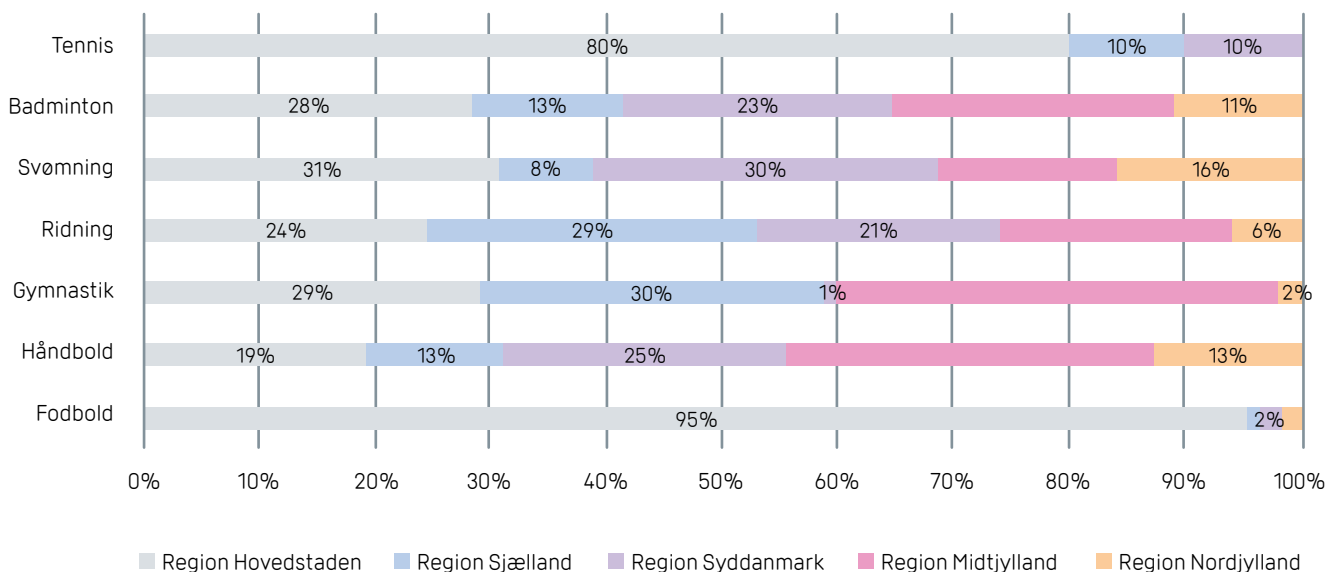 Tennis 80% 10% 10%
Badminton 28% 13% 23% 11%
Svømning 31% 8% 30% 16%
Ridning 24% 29% 21% 6%
Gymnastik 29% 30% 1% 2%
Håndbold 19% 13% 25% 13%
Fodbold 95% 2%
0% 10% 20% 30% 40% 50% 60% 70% 80% 90% 100%
Region Hovedstaden Region Sjælland Region Syddanmark Region Midtjylland Region Nordjylland